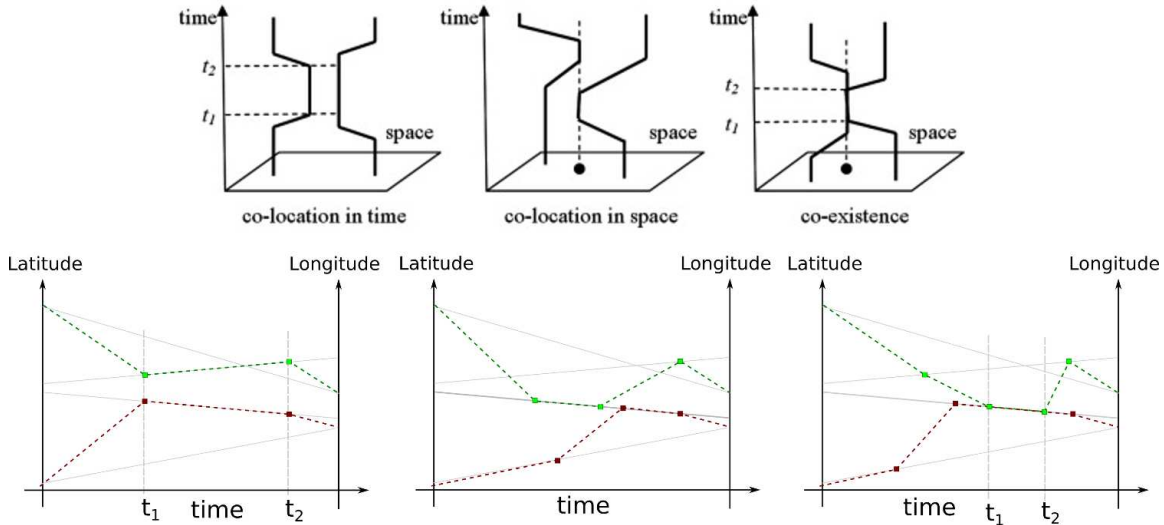 time
t2
t1
space
co-location in time
time
space
co-location in space
time
t2
t1
space
co-existence
Latitude
Longitude
t1
time
t2
Latitude
Longitude
time
Latitude
Longitude
time
t1
t2